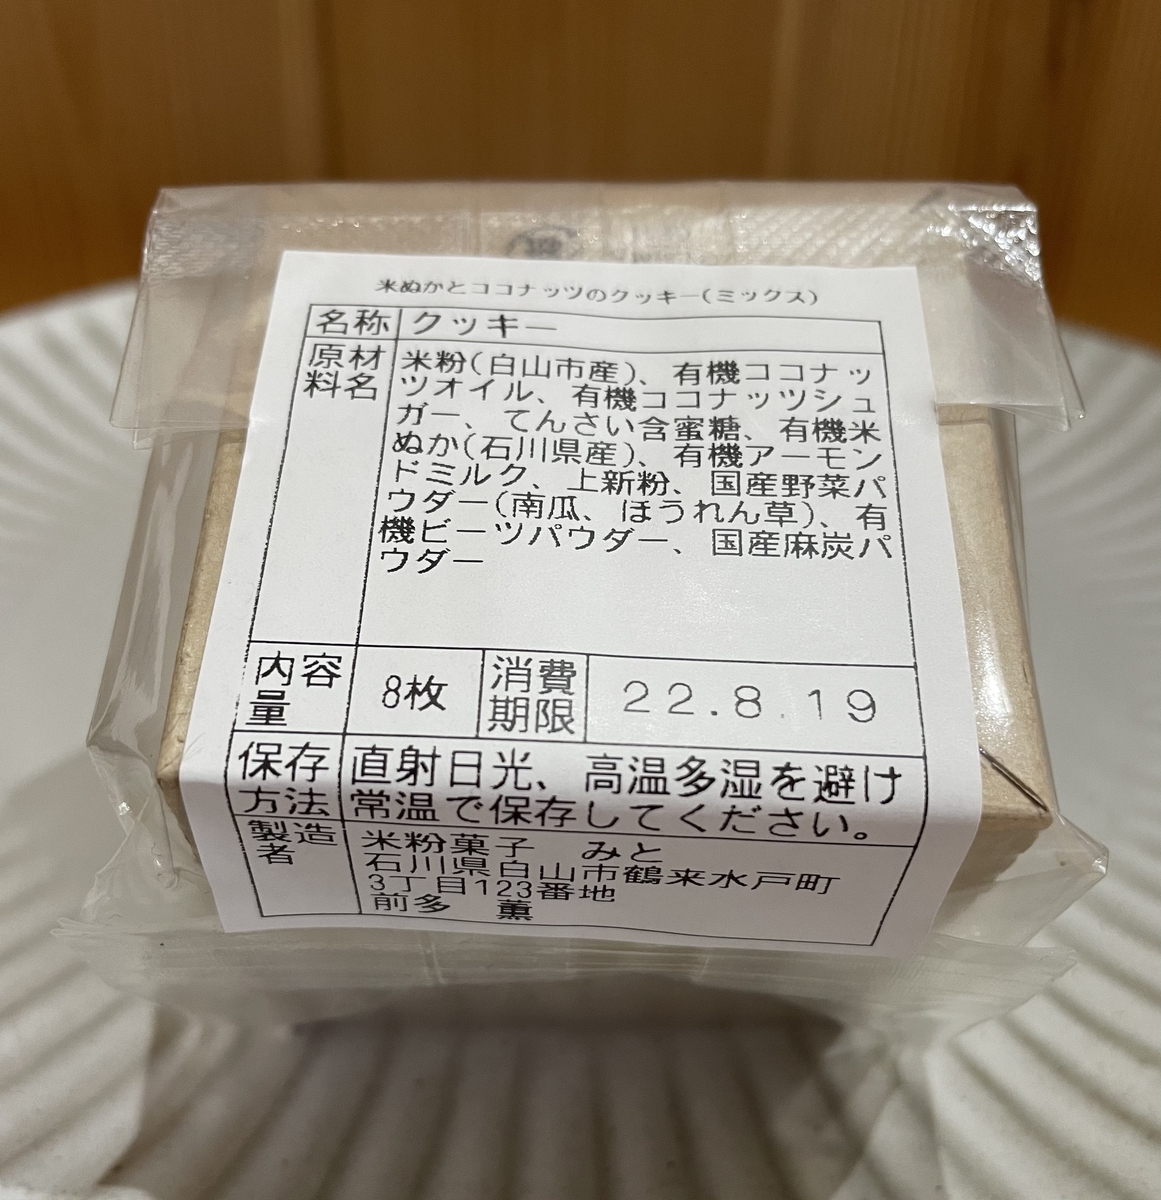 米ぬかとココナッツのクッキー(ミックス)
名称 クッキー
原材料名 米粉(白山市産)、有機ココナッ
ツオイル、有機ココナッツシュ
ガー、てんさい含蜜糖、有機米
ぬか(石川県産)、有機アーモン
ドミルク、上新粉、国産野菜パ
ウダー(南瓜、ほうれん草)、有
機ビーツパウダー、国産麻炭パ
ウダー
内容量 8枚 消費期限 22.8.19
保存方法 直射日光、高温多湿を避け
常温で保存してください。
製造者 米粉菓子 みと
石川県白山市鶴来水戸町
3丁目123番地
前多 薫